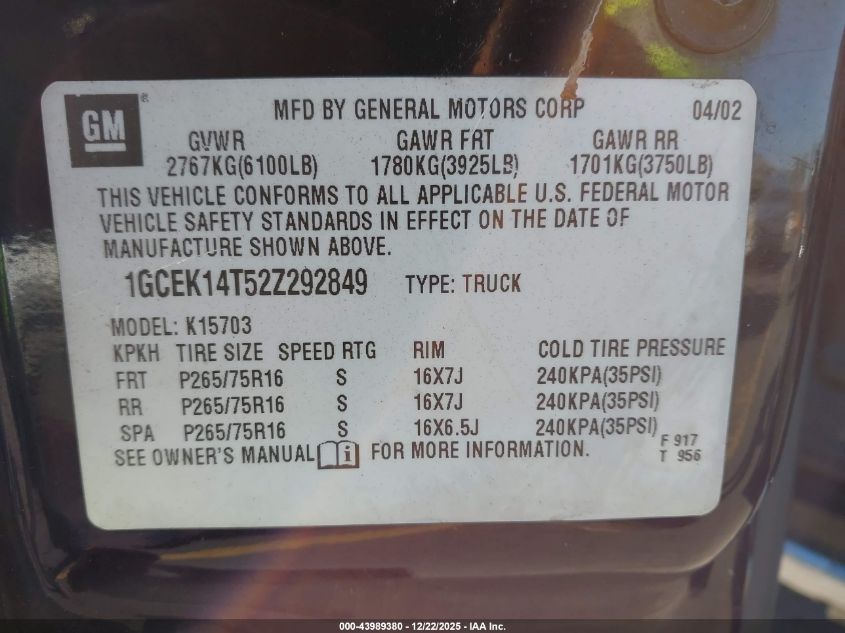 GM ®
MFD BY GENERAL MOTORS CORP 04/02
GVWR GAWR FRT GAWR RR
2767KG(6100LB) 1780KG(3925LB) 1701KG(3750LB)
THIS VEHICLE CONFORMS TO ALL APPLICABLE U.S. FEDERAL MOTOR
VEHICLE SAFETY STANDARDS IN EFFECT ON THE DATE OF
MANUFACTURE SHOWN ABOVE.
1GCEK14T52Z292849 TYPE: TRUCK
MODEL: K15703
KPKH TIRE SIZE SPEED RTG RIM COLD TIRE PRESSURE
FRT P265/75R16 S 16X7J 240KPA(35PSI)
RR P265/75R16 S 16X7J 240KPA(35PSI)
SPA P265/75R16 S 16X6.5J 240KPA(35PSI)
SEE OWNER'S MANUAL i FOR MORE INFORMATION.
F 917
T 956
000-43989380 - 12/22/2025 - IAA Inc.